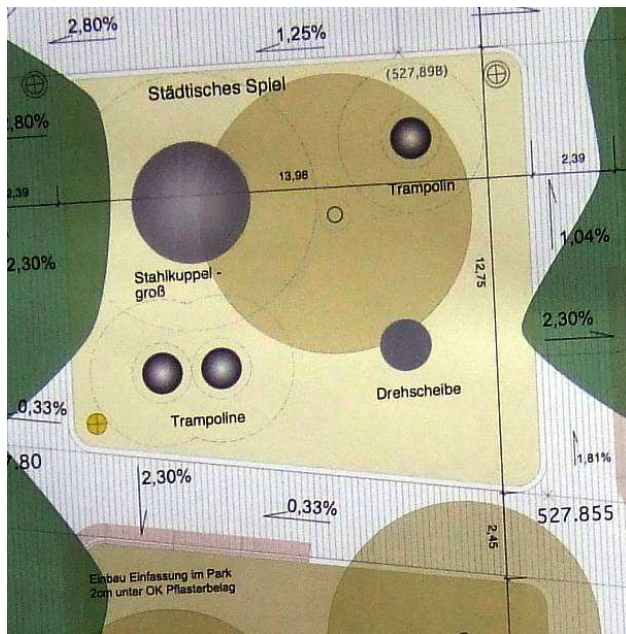 2,80%
1,25%
(527,898)
Städtisches Spiel
,80%
2,39
13,98
Trampolin
2,39
2,30%
Stahlkuppel -
groß
1,04%
12,75
2,30%
Drehscheibe
0,33%
Trampoline
7.80
2,30%
1,81%
0,33%
527.855
2,45
Einbau Einfassung im Park
2cm unter OK Pflasterbelag